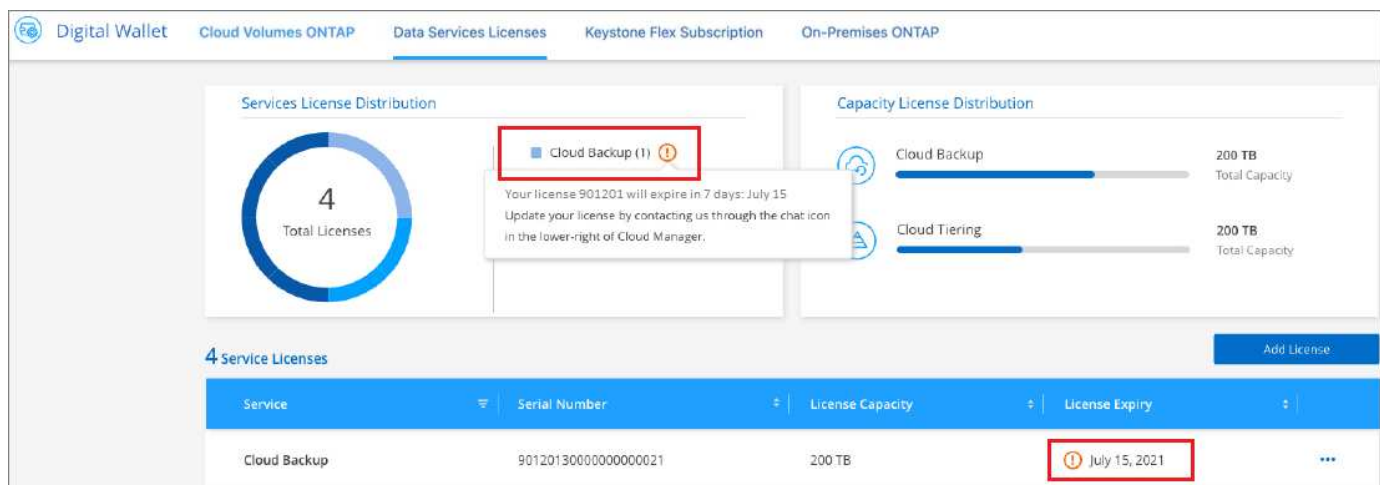 Digital Wallet
Cloud Volumes ONTAP
Data Services Licenses
Keystone Flex Subscription
On-Premises ONTAP
Services License Distribution
4
Total Licenses
Cloud Backup (1)
Your license 901201 will expire in 7 days: July 15
Update your license by contacting us through the chat icon
in the lower-right of Cloud Manager.
Capacity License Distribution
Cloud Backup
200 TB
Total Capacity
Cloud Tiering
200 TB
Total Capacity
4 Service Licenses
Add License
Service
Serial Number
License Capacity
License Expiry
Cloud Backup
90120130000000000021
200 TB
July 15, 2021